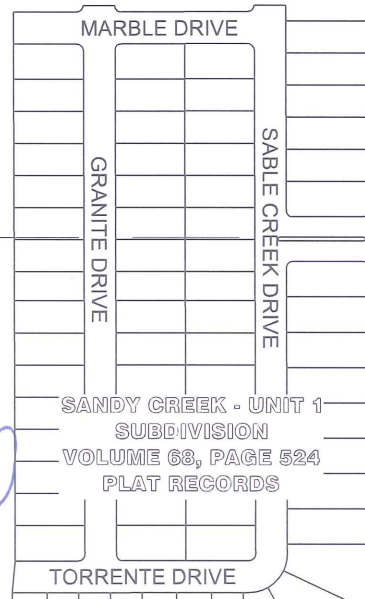 MARBLE DRIVE
GRANITE DRIVE
SABLE CREEK DRIVE
SANDY CREEK - UNIT 1
SUBDIVISION
VOLUME 68, PAGE 524
PLAT RECORDS
TORRENTE DRIVE